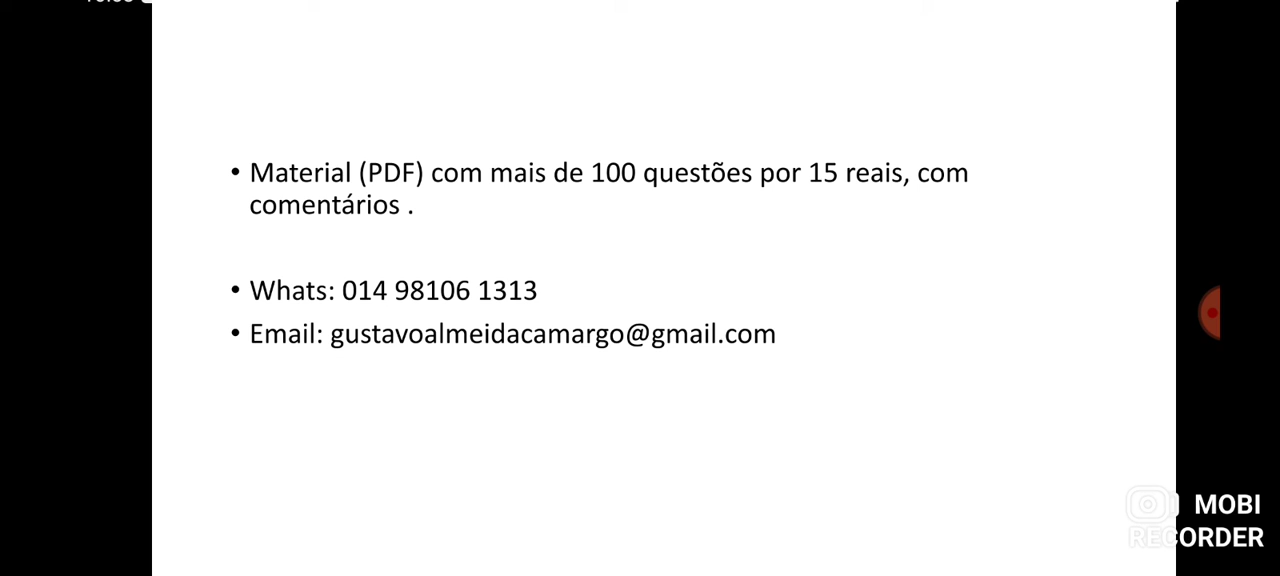 • Material (PDF) com mais de 100 questões por 15 reais, com
comentários .
• Whats: 014 98106 1313
• Email: gustavoalmeidacamargo@gmail.com
MOBI
RECORDER